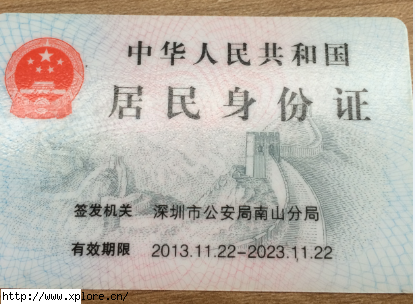 中华人民共和国
居民身份证
签发机关 深圳市公安局南山分局
有效期限 2013.11.22-2023.11.22
http://www.xplore.cn/